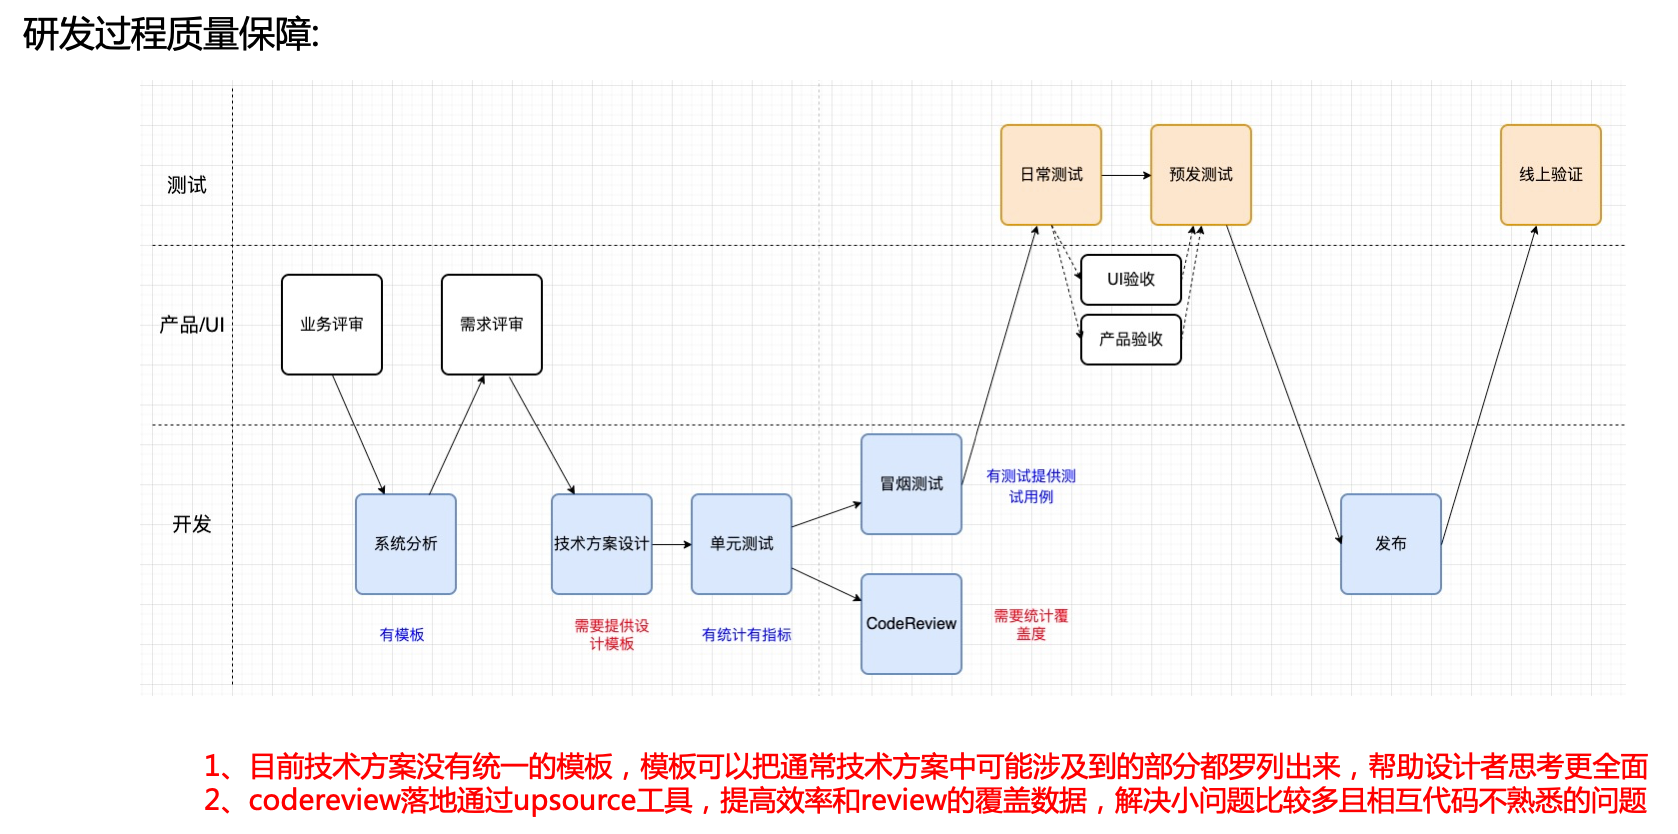 研发过程质量保障:
测试
日常测试
预发测试
线上验证
产品/UI
业务评审
需求评审
UI验收
产品验收
开发
系统分析
有模板
技术方案设计
需要提供设
计模板
单元测试
有统计有指标
冒烟测试
有测试提供测
试用例
CodeReview
需要统计覆
盖度
发布
1、目前技术方案没有统一的模板，模板可以把通常技术方案中可能涉及到的部分都罗列出来，帮助设计者思考更全面
2、codereview落地通过upsource工具，提高效率和review的覆盖数据，解决小问题比较多且相互代码不熟悉的问题